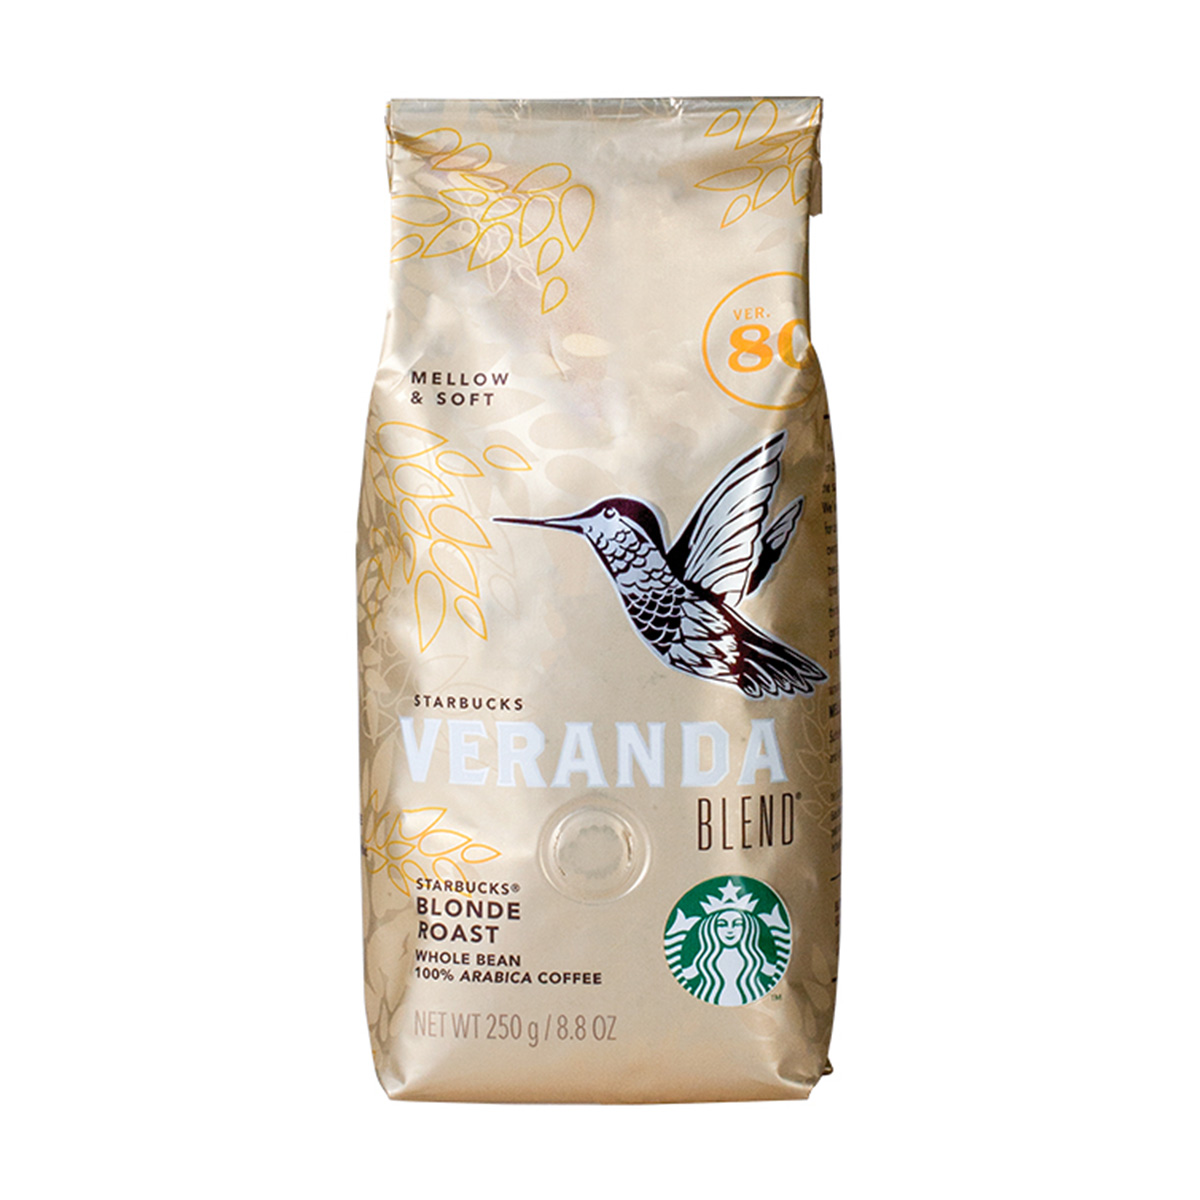 VER.
80
MELLOW
& SOFT
STARBUCKS
VERANDA
BLEND®
STARBUCKS®
BLONDE
ROAST
WHOLE BEAN
100% ARABICA COFFEE
NET WT 250 g / 8.8 OZ
TM